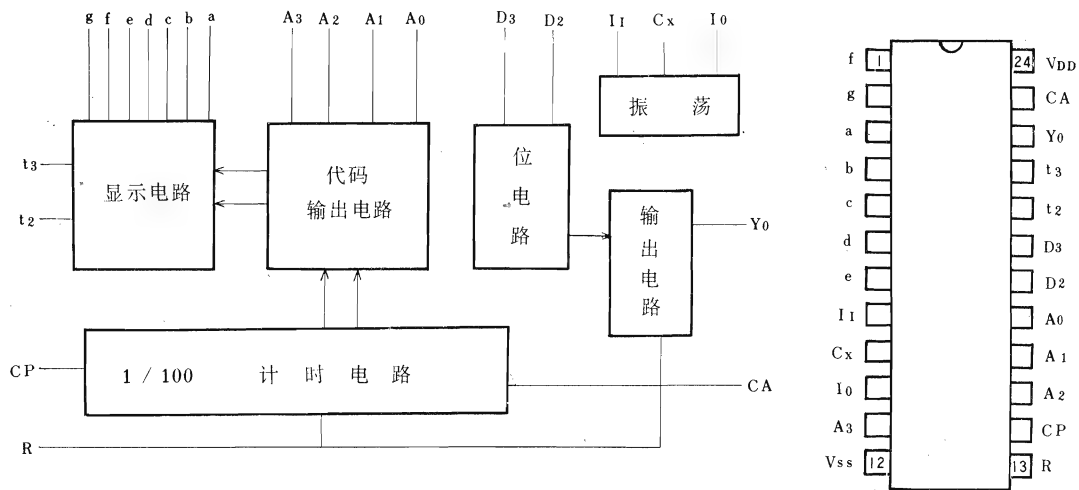 g f e d c b a A3 A2 A1 A0 D3 D2 I1 Cx I0
振 荡
t3
t2
显示电路
代码
输出电路
位电路
输出电路
Y0
CP
1 / 100 计时电路
CA
R
f 1 24 VDD
g CA
a Y0
b t3
c t2
d D3
e D2
I1 A0
Cx A1
I0 A2
A3 CP
Vss 12 13 R